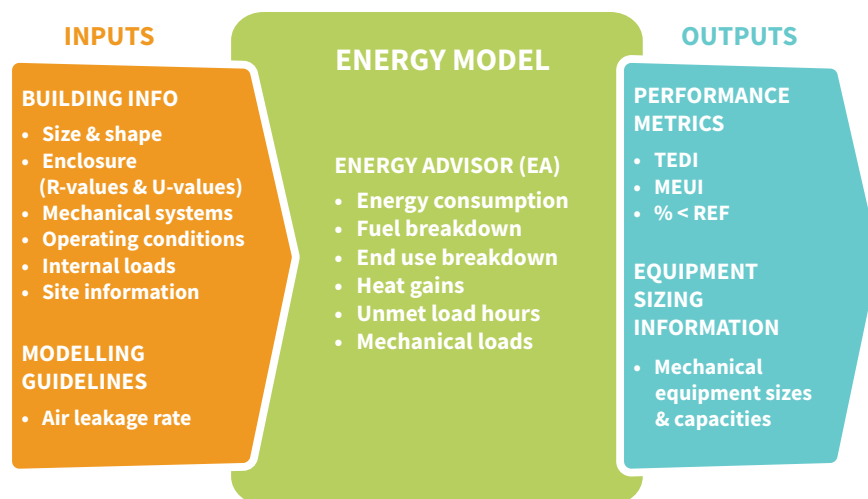 INPUTS
BUILDING INFO
• Size & shape
• Enclosure
(R-values & U-values)
• Mechanical systems
• Operating conditions
• Internal loads
• Site information
MODELLING
GUIDELINES
• Air leakage rate
ENERGY MODEL
ENERGY ADVISOR (EA)
• Energy consumption
• Fuel breakdown
• End use breakdown
• Heat gains
• Unmet load hours
• Mechanical loads
OUTPUTS
PERFORMANCE
METRICS
• TEDI
• MEUI
• % < REF
EQUIPMENT
SIZING
INFORMATION
• Mechanical
equipment sizes
& capacities